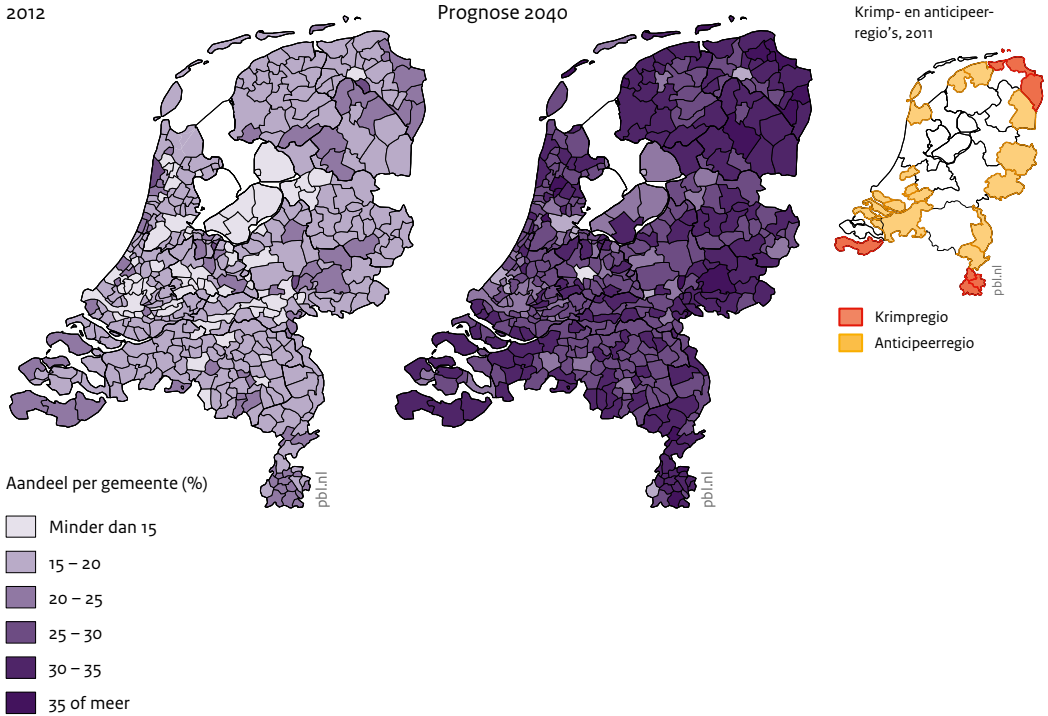 2012
Prognose 2040
Krimp- en anticipeer-
regio's, 2011
pbl.nl
Krimpregio
Anticipeerregio
pbl.nl
pbl.nl
Aandeel per gemeente (%)
Minder dan 15
15 – 20
20 – 25
25 – 30
30 – 35
35 of meer